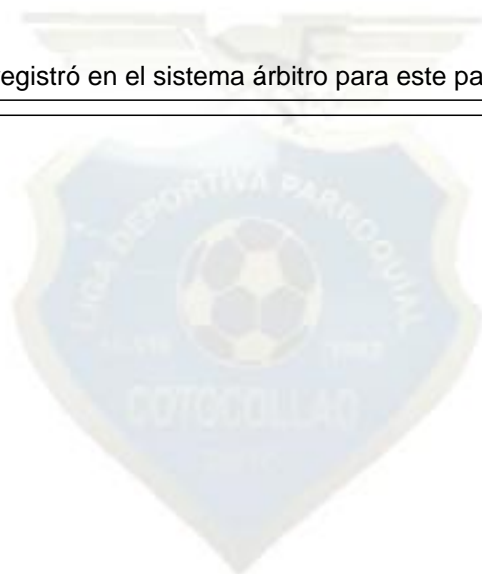 egistró en el sistema árbitro para este pa
LIGA DEPORTIVA PARROQUIAL
COTOCOLLAO